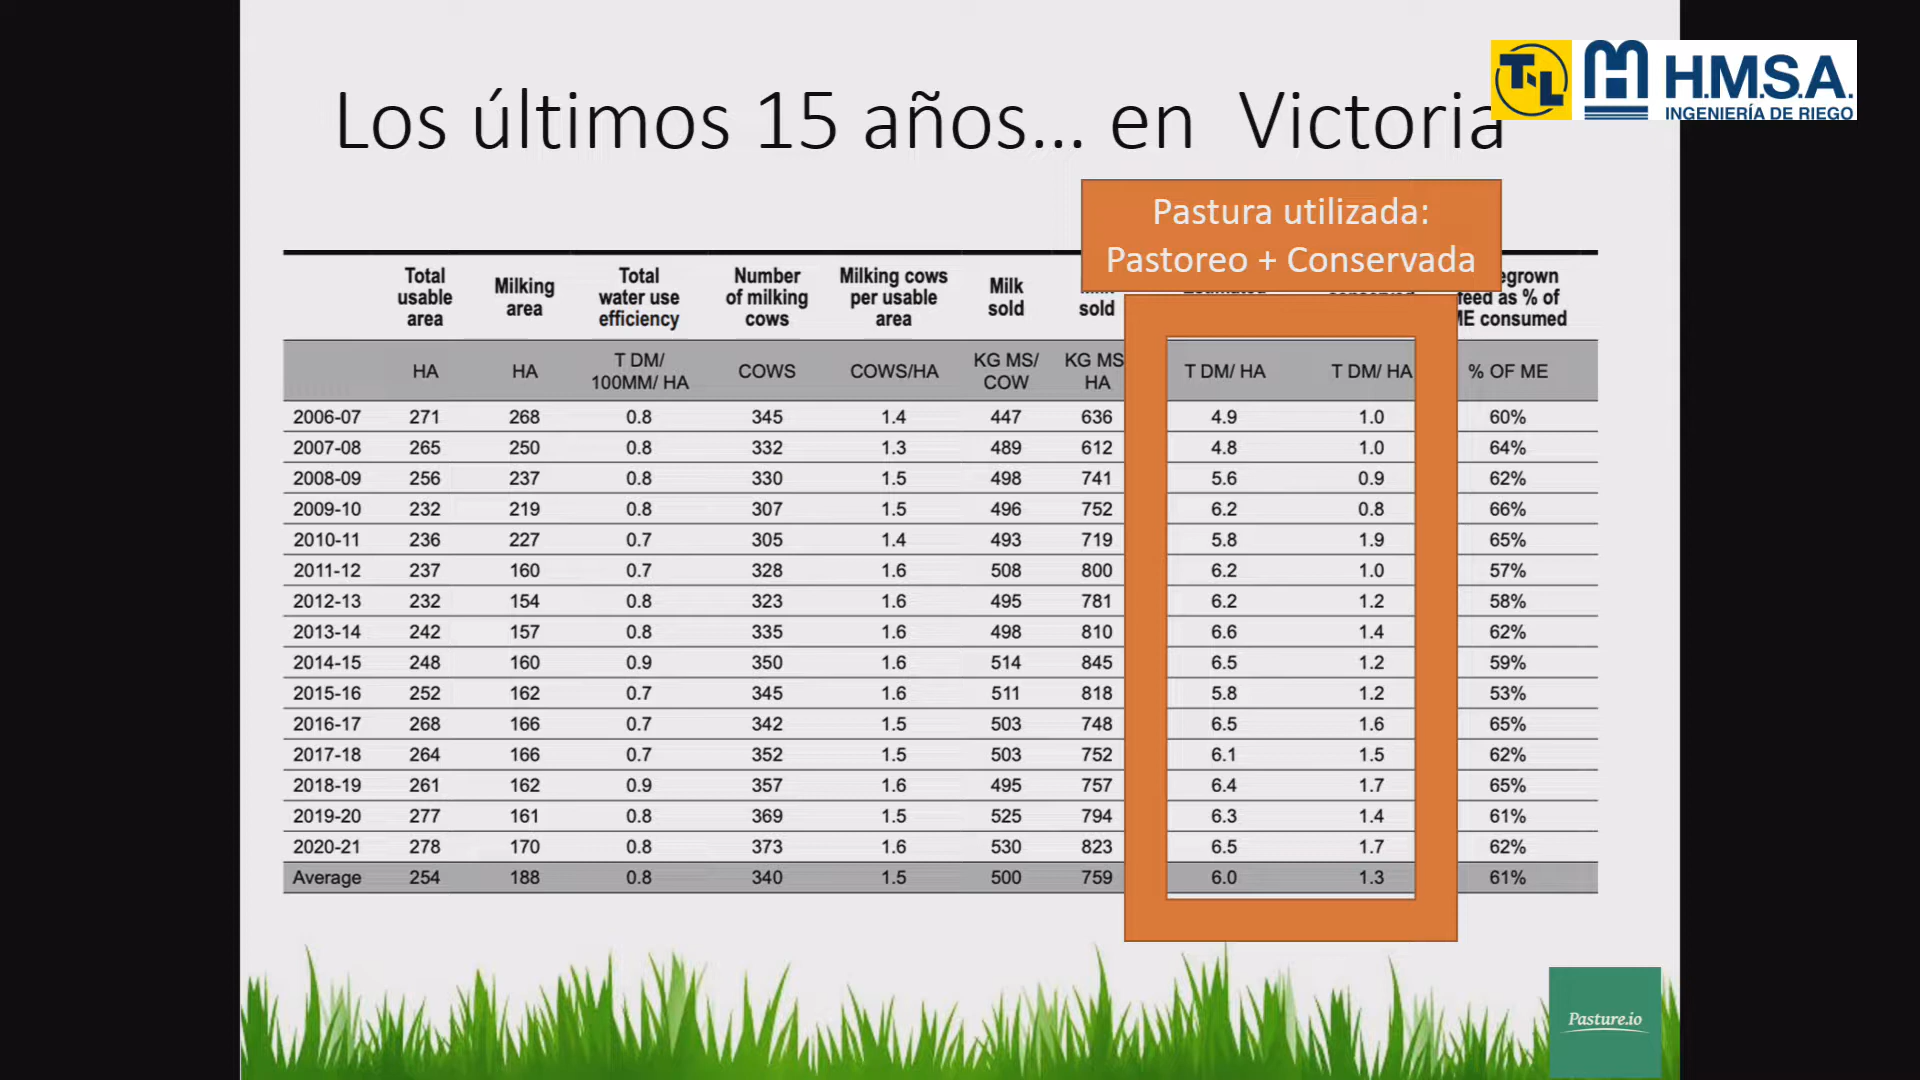 Los últimos 15 años... en Victoria
T-L
H.M.S.A.
INGENIERÍA DE RIEGO
Pastura utilizada:
Pastoreo + Conservada
Total usable area Milking area Total water use efficiency Number of milking cows Milking cows per usable area Milk sold sold feed as % of consumed
HA HA T DM/ 100MM/ HA COWS COWS/HA KG MS/ COW KG MS HA T DM/ HA T DM/ HA % OF ME
2006-07 271 268 0.8 345 1.4 447 636 4.9 1.0 60%
2007-08 265 250 0.8 332 1.3 489 612 4.8 1.0 64%
2008-09 256 237 0.8 330 1.5 498 741 5.6 0.9 62%
2009-10 232 219 0.8 307 1.5 496 752 6.2 0.8 66%
2010-11 236 227 0.7 305 1.4 493 719 5.8 1.9 65%
2011-12 237 160 0.7 328 1.6 508 800 6.2 1.0 57%
2012-13 232 154 0.8 323 1.6 495 781 6.2 1.2 58%
2013-14 242 157 0.8 335 1.6 498 810 6.6 1.4 62%
2014-15 248 160 0.9 350 1.6 514 845 6.5 1.2 59%
2015-16 252 162 0.7 345 1.6 511 818 5.8 1.2 53%
2016-17 268 166 0.7 342 1.5 503 748 6.5 1.6 65%
2017-18 264 166 0.7 352 1.5 503 752 6.1 1.5 62%
2018-19 261 162 0.9 357 1.6 495 757 6.4 1.7 65%
2019-20 277 161 0.8 369 1.5 525 794 6.3 1.4 61%
2020-21 278 170 0.8 373 1.6 530 823 6.5 1.7 62%
Average 254 188 0.8 340 1.5 500 759 6.0 1.3 61%
Pasture.io